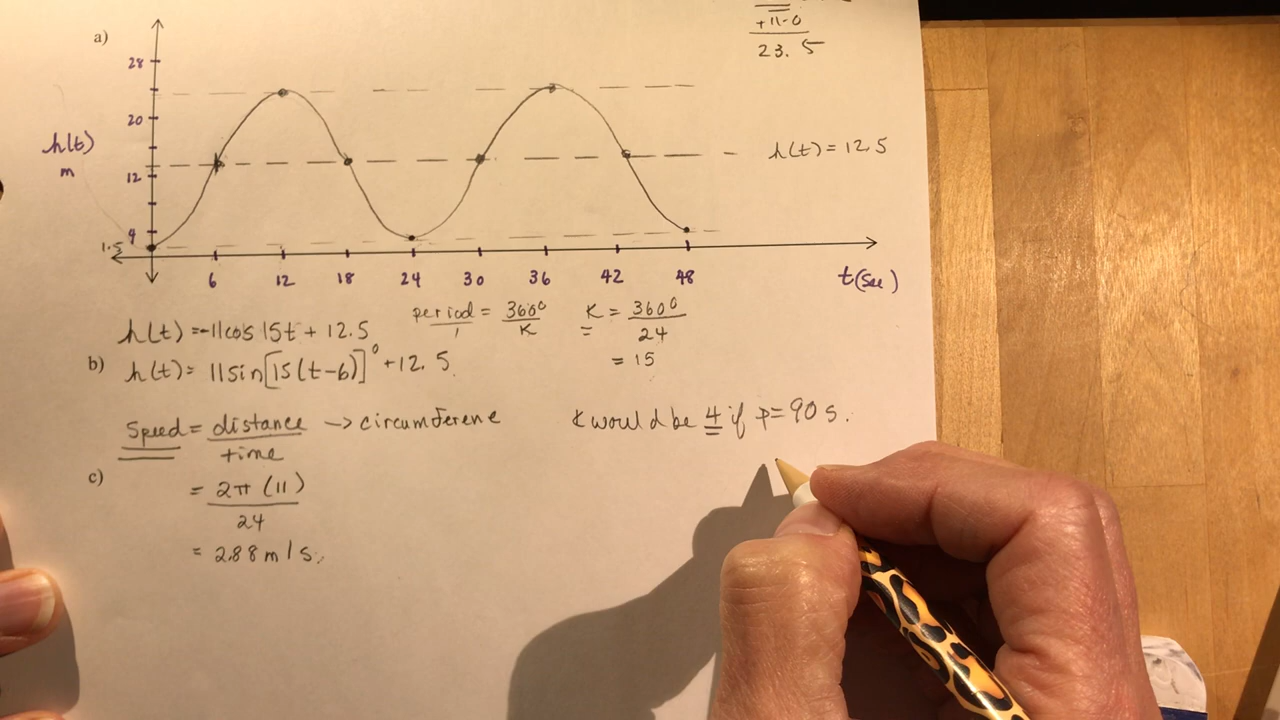 +11.0
23.5
a)
28
20
12
4
1.5
h(t)
m
h(t) = 12.5
6 12 18 24 30 36 42 48
t(sec)
h(t) = -11cos 15t + 12.5
period = 360°/K
K = 360°/24
= 15
b) h(t) = 11sin[15(t-6)]° + 12.5
Speed = distance/time → circumference
K would be 4 if p = 90 s.
c)
= 2π(11)/24
= 2.88 m/s.